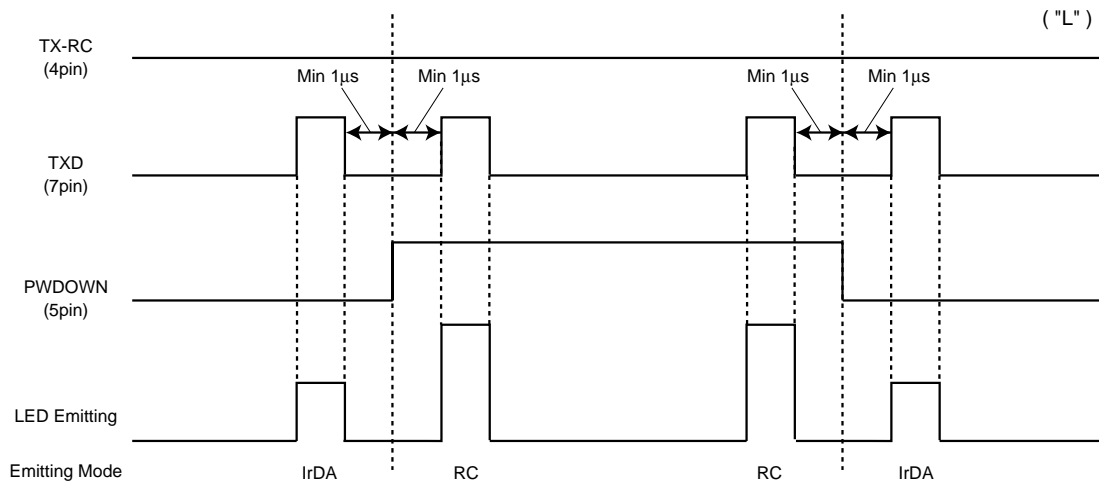 ( "L" )
TX-RC
(4pin)
Min 1μs
Min 1μs
Min 1μs
Min 1μs
TXD
(7pin)
PWDOWN
(5pin)
LED Emitting
Emitting Mode
IrDA
RC
RC
IrDA